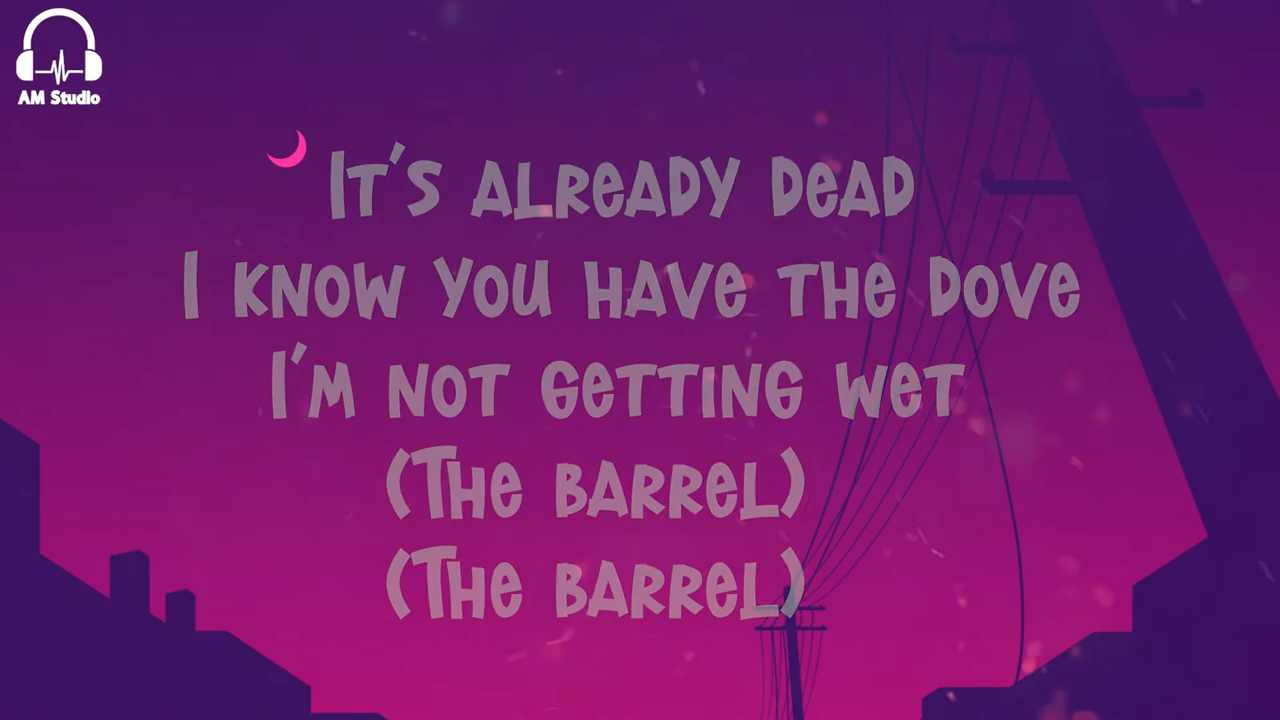 AM Studio
It's already dead
I know you have the dove
I'm not getting wet
(The barrel)
(The barrel)